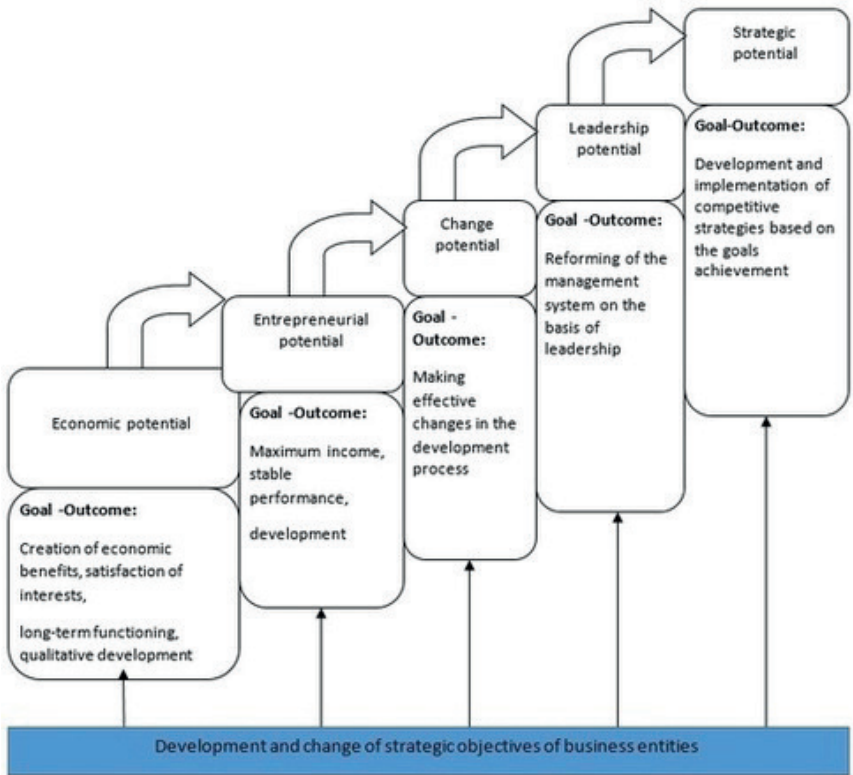 Strategic
potential
Goal-Outcome:
Development and
implementation of
competitive
strategies based on
the goals
achievement
Leadership
potential
Goal -Outcome:
Reforming of the
management
system on the
basis of
leadership
Change
potential
Goal -
Outcome:
Making
effective
changes in the
development
process
Entrepreneurial
potential
Goal -Outcome:
Maximum income,
stable
performance,
development
Economic potential
Goal -Outcome:
Creation of economic
benefits, satisfaction of
interests,
long-term functioning,
qualitative development
Development and change of strategic objectives of business entities